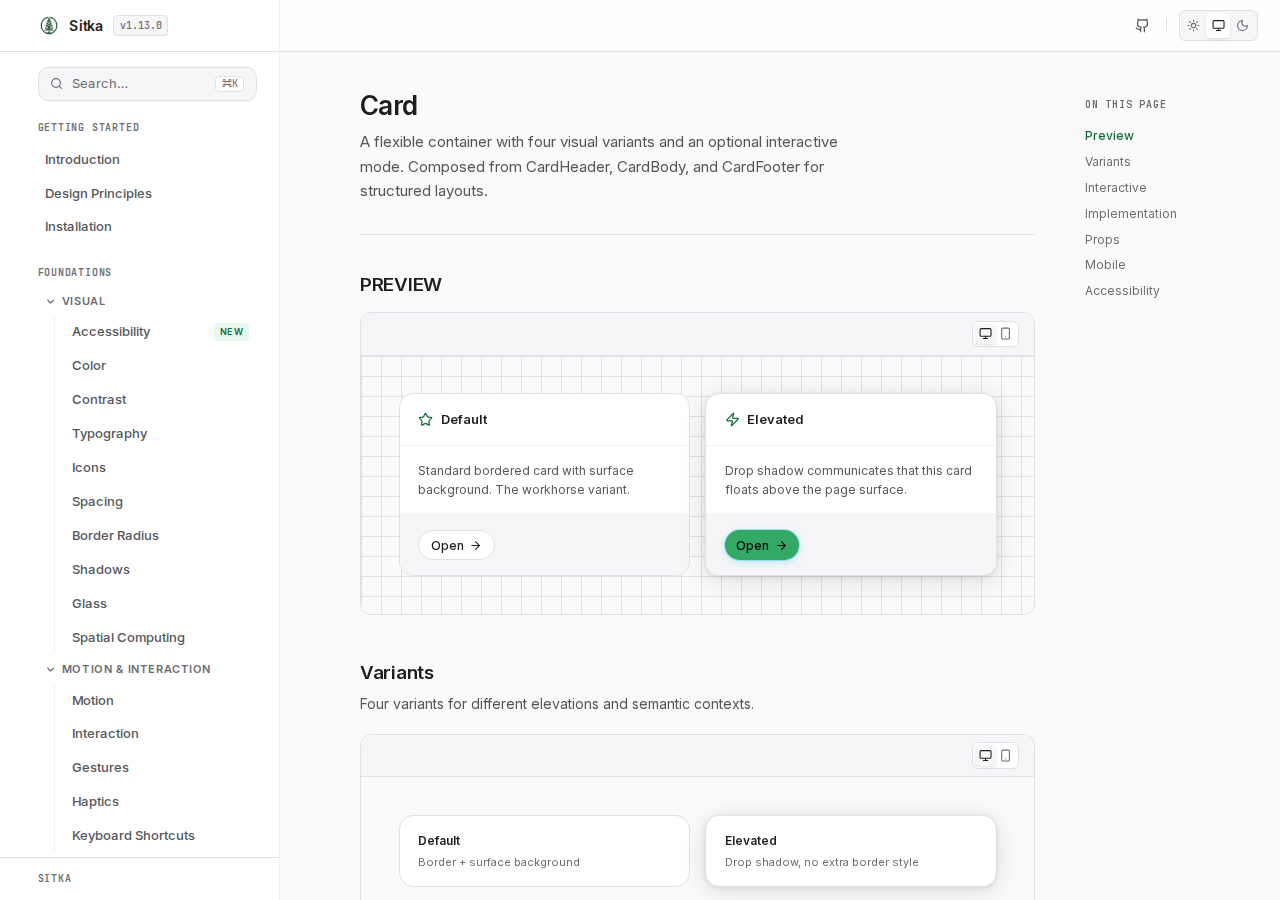 Sitka v1.13.0
Search... ⌘K
GETTING STARTED
Introduction
Design Principles
Installation
FOUNDATIONS
VISUAL
Accessibility NEW
Color
Contrast
Typography
Icons
Spacing
Border Radius
Shadows
Glass
Spatial Computing
MOTION & INTERACTION
Motion
Interaction
Gestures
Haptics
Keyboard Shortcuts
SITKA
Card
A flexible container with four visual variants and an optional interactive
mode. Composed from CardHeader, CardBody, and CardFooter for
structured layouts.
PREVIEW
Default
Standard bordered card with surface
background. The workhorse variant.
Open →
Elevated
Drop shadow communicates that this card
floats above the page surface.
Open →
Variants
Four variants for different elevations and semantic contexts.
Default
Border + surface background
Elevated
Drop shadow, no extra border style
ON THIS PAGE
Preview
Variants
Interactive
Implementation
Props
Mobile
Accessibility